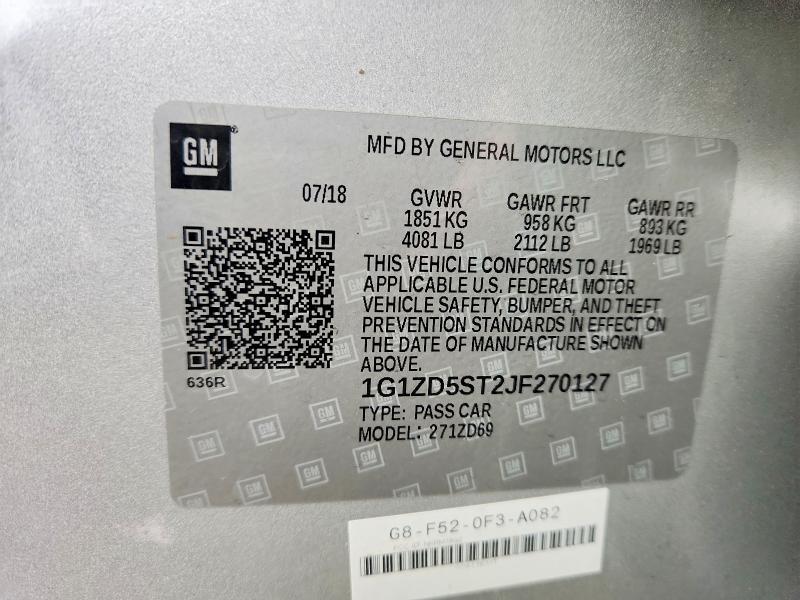 GM
MFD BY GENERAL MOTORS LLC
07/18
GVWR GAWR FRT GAWR RR
1851 KG 958 KG 893 KG
4081 LB 2112 LB 1969 LB
THIS VEHICLE CONFORMS TO ALL
APPLICABLE U.S. FEDERAL MOTOR
VEHICLE SAFETY, BUMPER, AND THEFT
PREVENTION STANDARDS IN EFFECT ON
THE DATE OF MANUFACTURE SHOWN
ABOVE.
636R
1G1ZD5ST2JF270127
TYPE: PASS CAR
MODEL: 271ZD69
G8-F52-0F3-A082